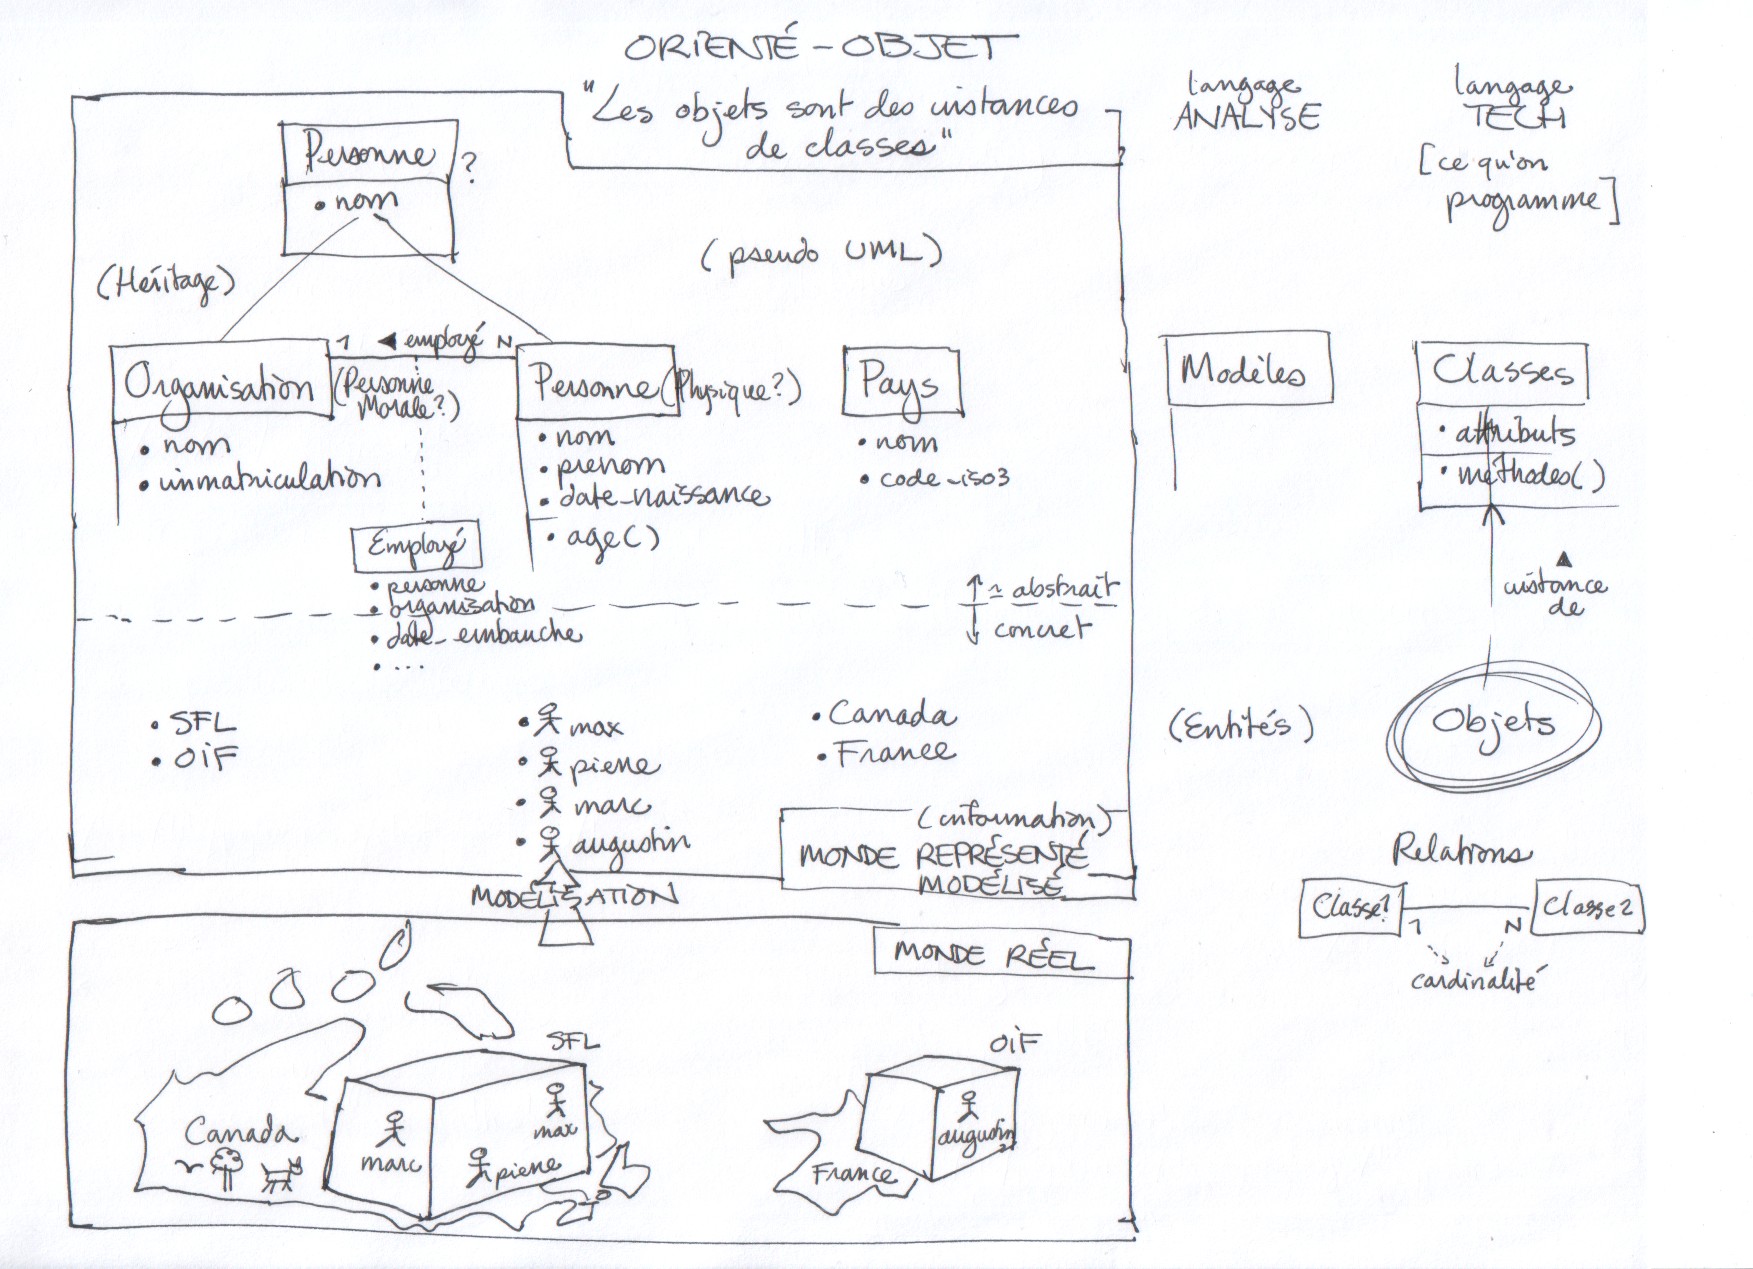 ORIENTÉ-OBJET
"Les objets sont des instances
de classes"
langage
ANALYSE
langage
TECH
[ce qu'on
programme]
Personne ?
• nom
(pseudo UML)
(Héritage)
1 ◄ employé N
Organisation (Personne
Morale?)
• nom
• immatriculation
Personne (Physique?)
• nom
• prenom
• date_naissance
• age()
Pays
• nom
• code_iso3
Modèles
Classes
• attributs
• méthodes()
Employé
• personne
• organisation
• date_embauche
• ....
↑ ≃ abstrait
↓ concret
▲
instance
de
• SFL
• OIF
• max
• pierre
• marc
• augustin
• Canada
• France
(Entités)
Objets
(information)
MONDE REPRÉSENTÉ
MODÉLISÉ
MODÉLISATION
Relations
Classe1
1
N
Classe2
cardinalité
MONDE RÉEL
SFL
OIF
Canada
marc
max
pierre
augustin
France